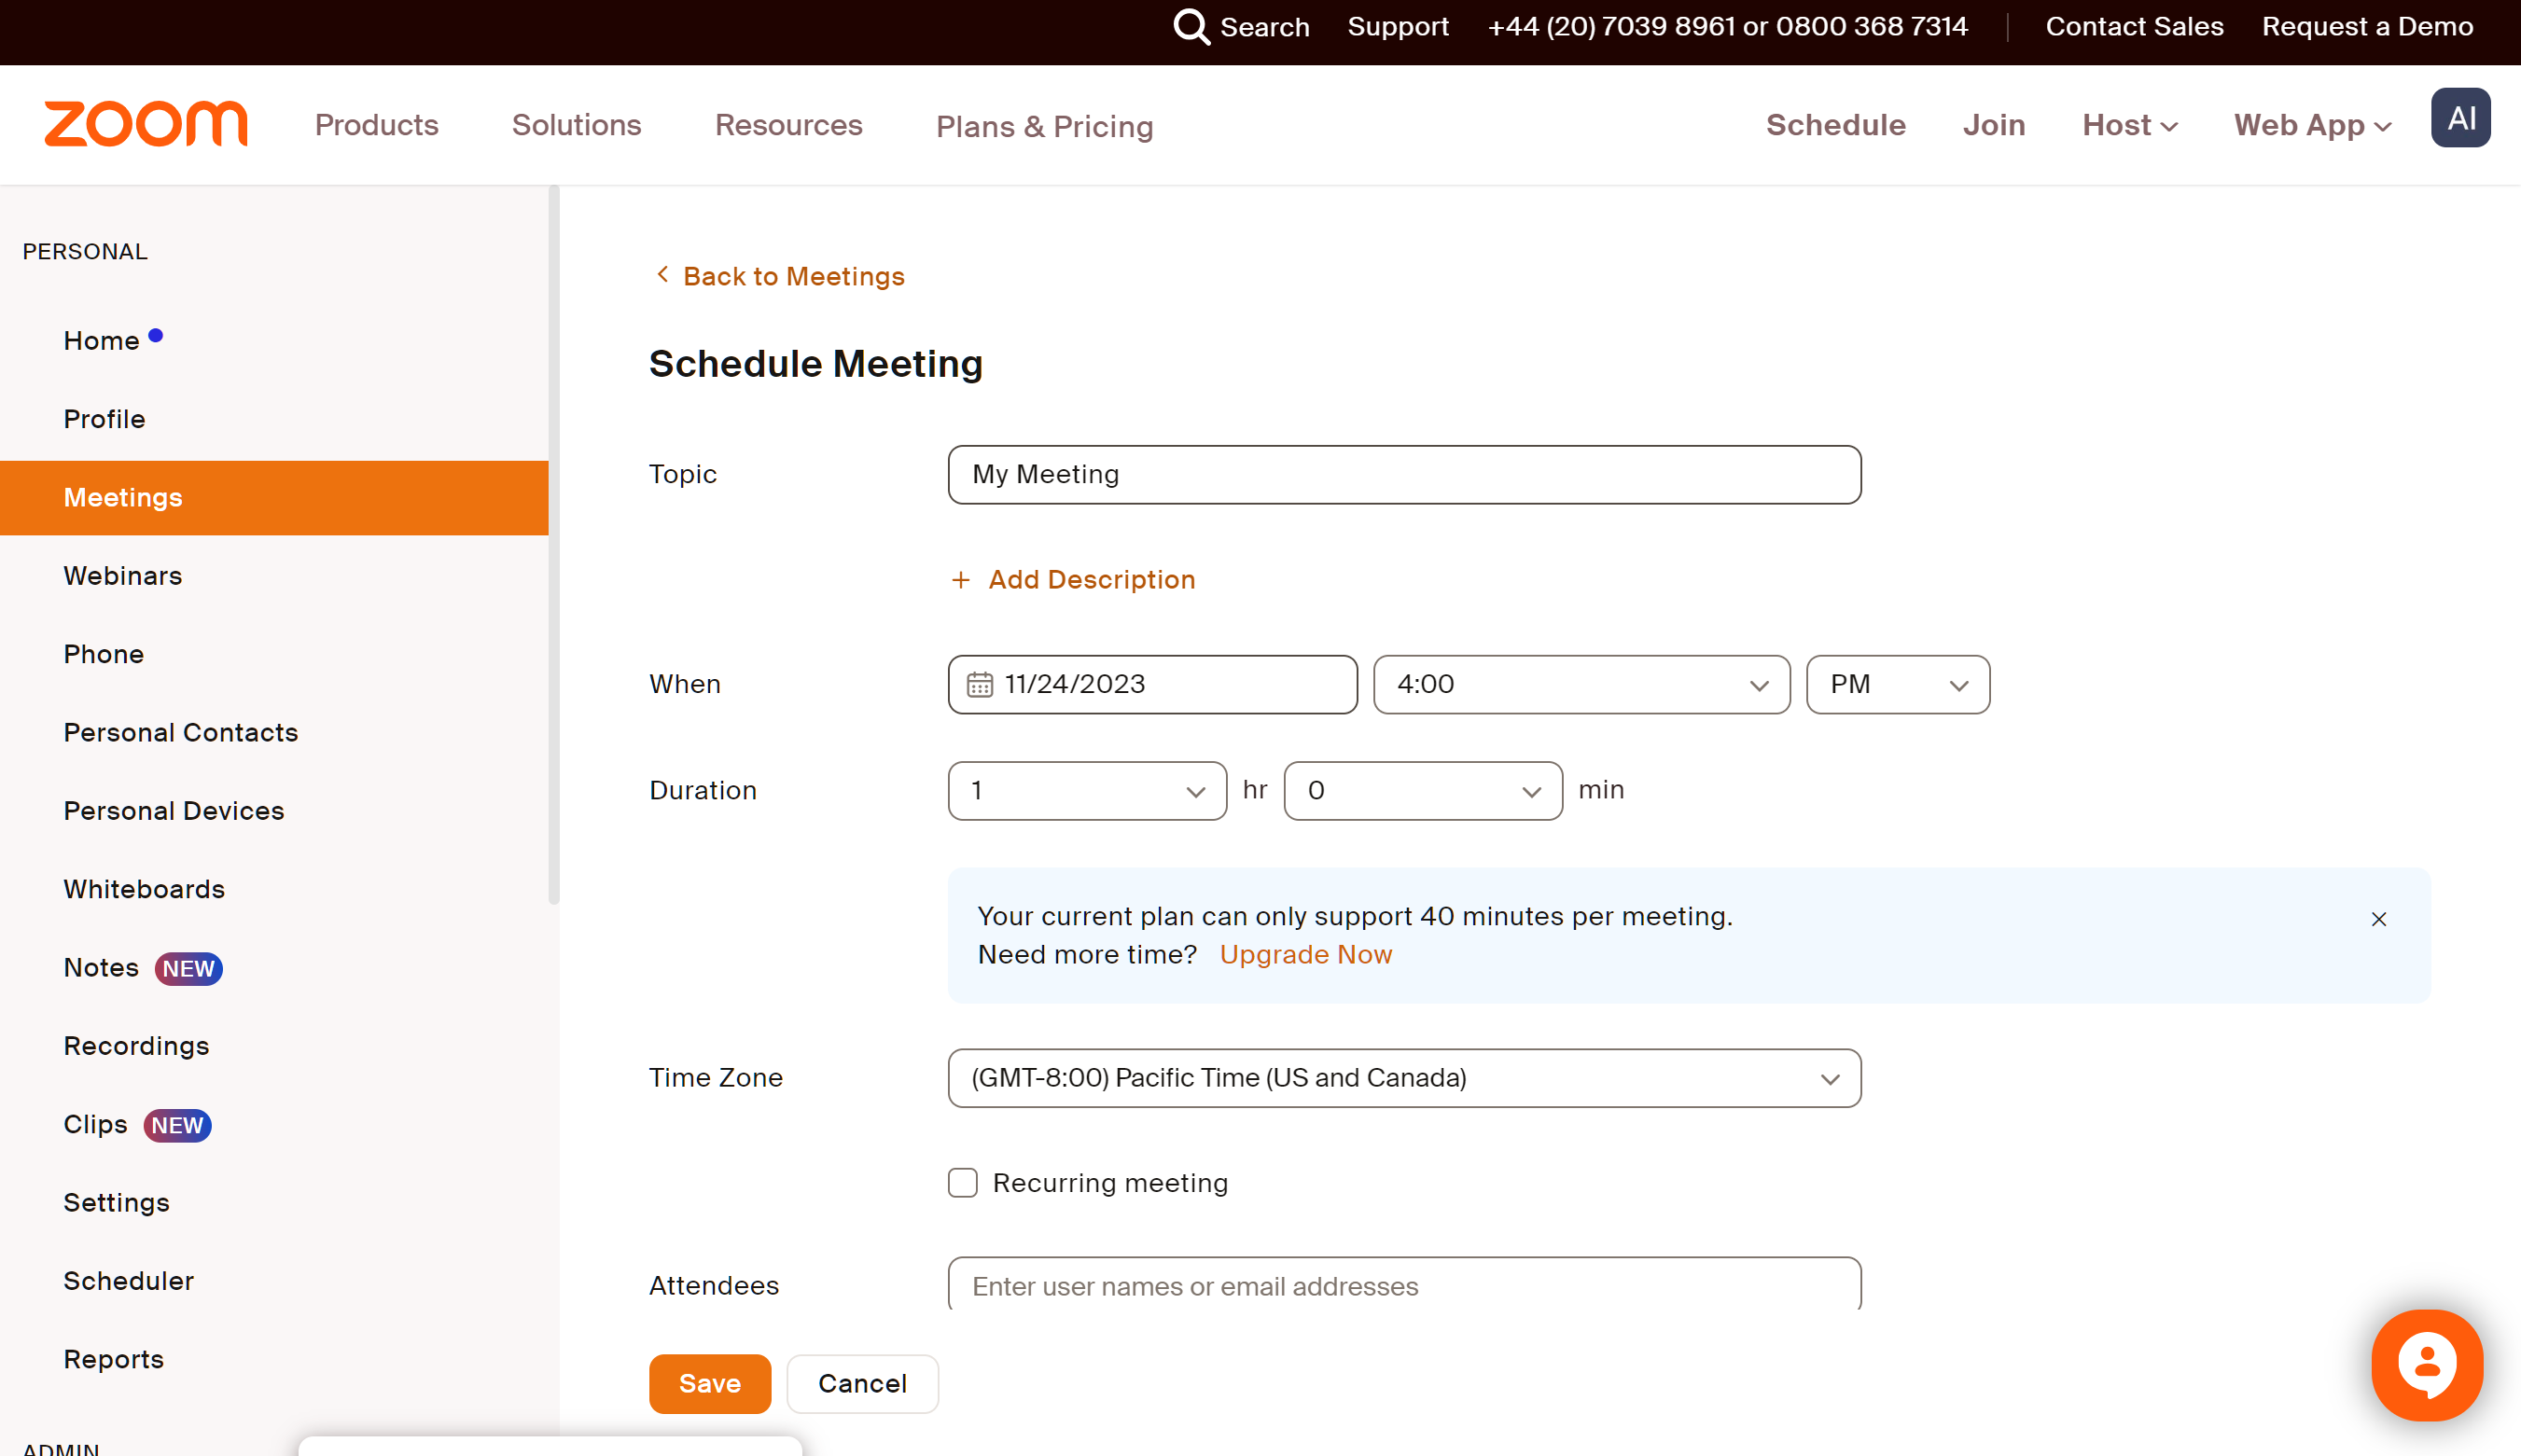 Search Support +44 (20) 7039 8961 or 0800 368 7314 Contact Sales Request a Demo
zoom Products Solutions Resources Plans & Pricing Schedule Join Host Web App AI
PERSONAL
Home
Profile
Meetings
Webinars
Phone
Personal Contacts
Personal Devices
Whiteboards
Notes NEW
Recordings
Clips NEW
Settings
Scheduler
Reports
ADMIN
Back to Meetings
Schedule Meeting
Topic My Meeting
+ Add Description
When 11/24/2023 4:00 PM
Duration 1 hr 0 min
Your current plan can only support 40 minutes per meeting.
Need more time? Upgrade Now
Time Zone (GMT-8:00) Pacific Time (US and Canada)
Recurring meeting
Attendees Enter user names or email addresses
Save Cancel